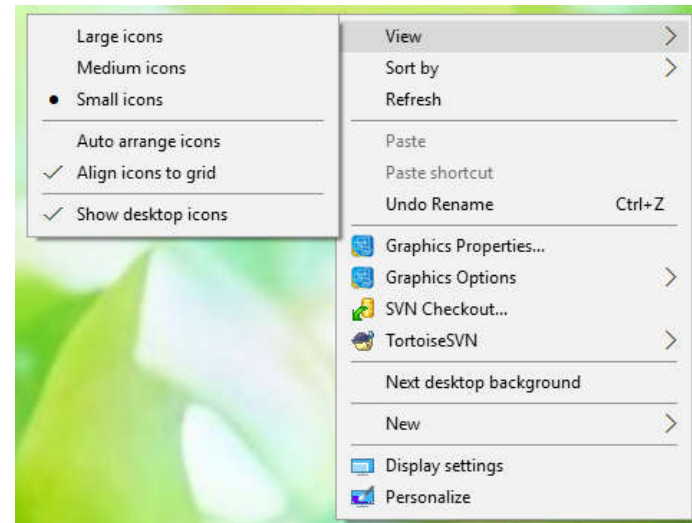 Large icons
Medium icons
Small icons
Auto arrange icons
Align icons to grid
Show desktop icons
View
Sort by
Refresh
Paste
Paste shortcut
Undo Rename Ctrl+Z
Graphics Properties...
Graphics Options
SVN Checkout...
TortoiseSVN
Next desktop background
New
Display settings
Personalize